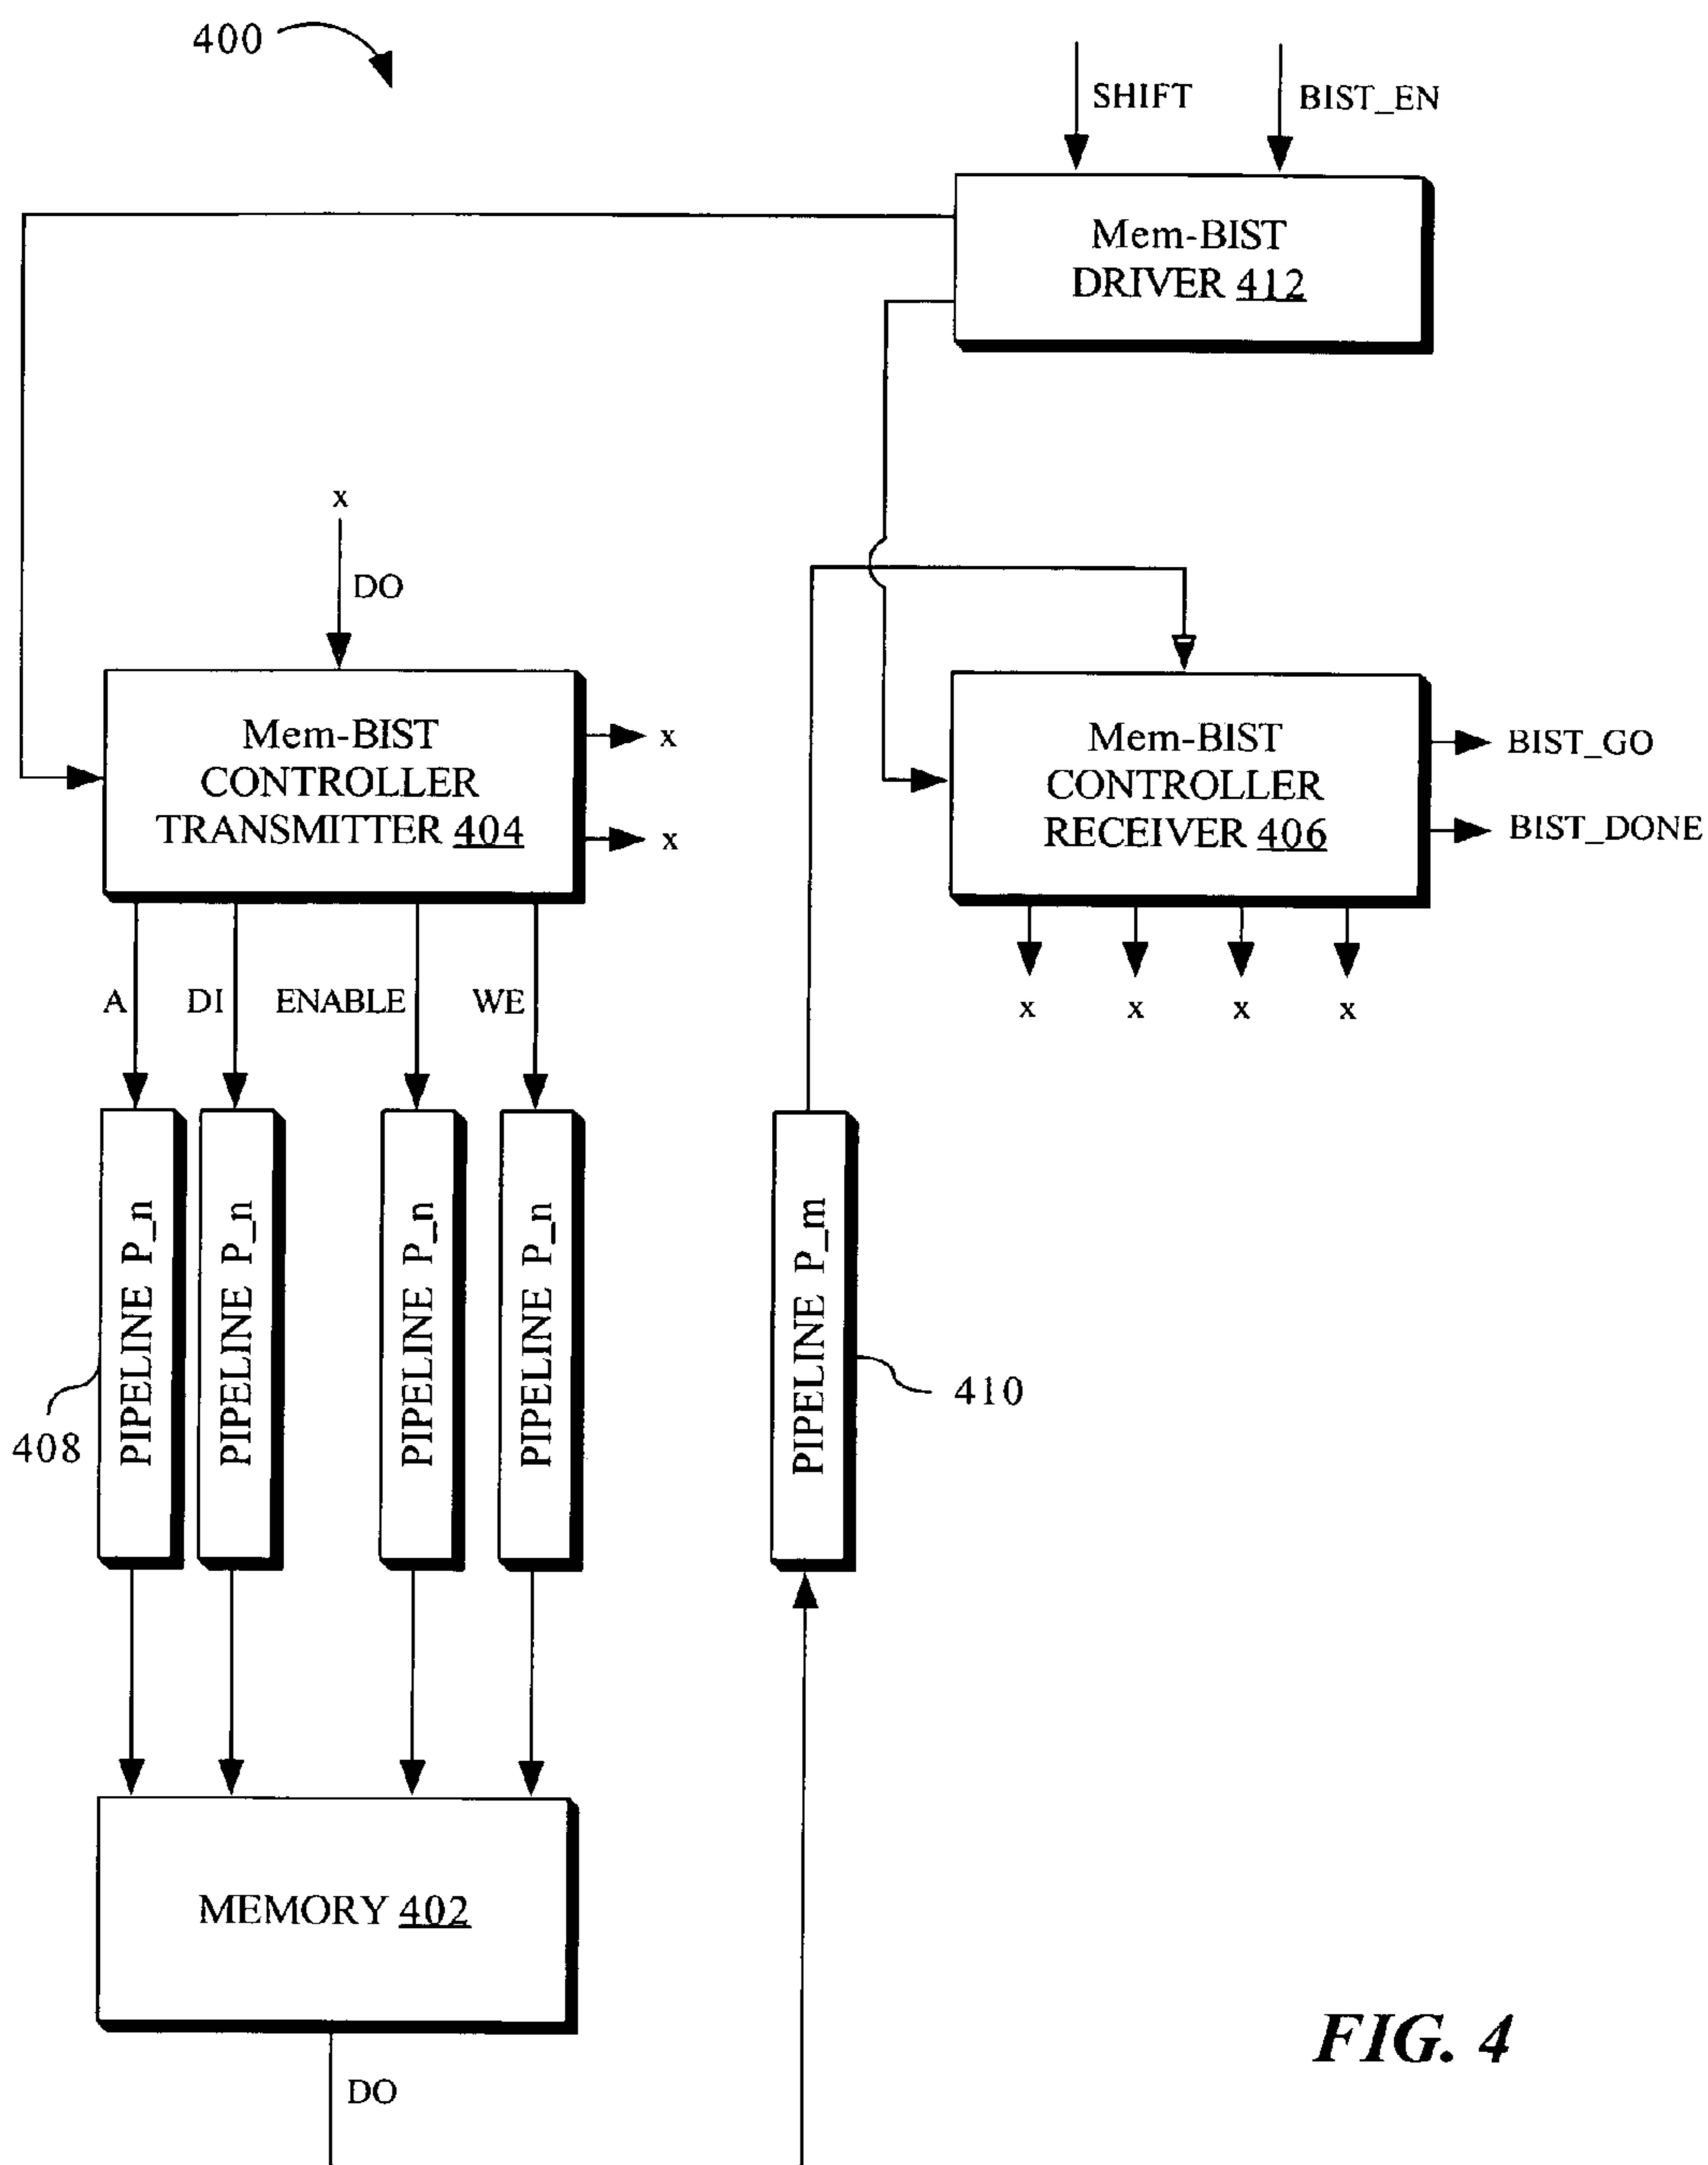 400
SHIFT
BIST_EN
Mem-BIST
DRIVER 412
x
DO
Mem-BIST
CONTROLLER
TRANSMITTER 404
x
x
Mem-BIST
CONTROLLER
RECEIVER 406
BIST_GO
BIST_DONE
A
DI
ENABLE
WE
x
x
x
x
PIPELINE P_n
PIPELINE P_n
PIPELINE P_n
PIPELINE P_n
PIPELINE P_m
408
410
MEMORY 402
DO
FIG. 4